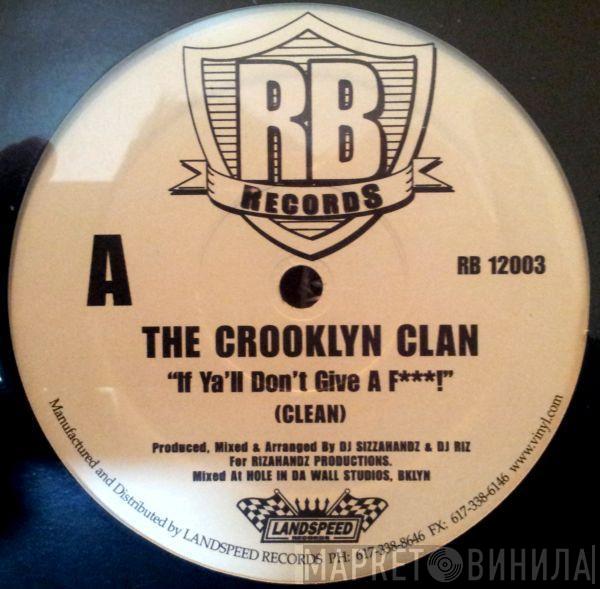 RB
RECORDS
A
RB 12003
THE CROOKLYN CLAN
“If Ya'll Don't Give A F***!”
(CLEAN)
Produced, Mixed & Arranged By DJ SIZZAHANDZ & DJ RIZ
For RIZAHANDZ PRODUCTIONS.
Mixed At HOLE IN DA WALL STUDIOS, BKLYN
LANDSPEED
RECORDS
Manufactured and Distributed by LANDSPEED RECORDS PH: 617-338-8646 FX: 617-338-6146 www.vinyl.com
МАРКЕТ ВИНИЛА